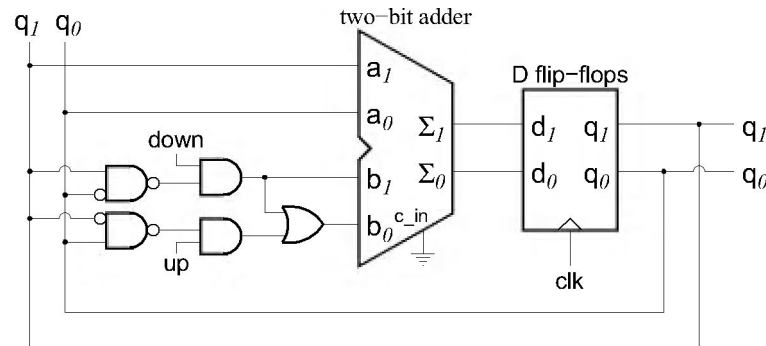 two-bit adder
q1 q0
D flip-flops
a1
a0
down
Σ1 d1 q1 q1
b1 Σ0 d0 q0 q0
b0 c_in
up
clk